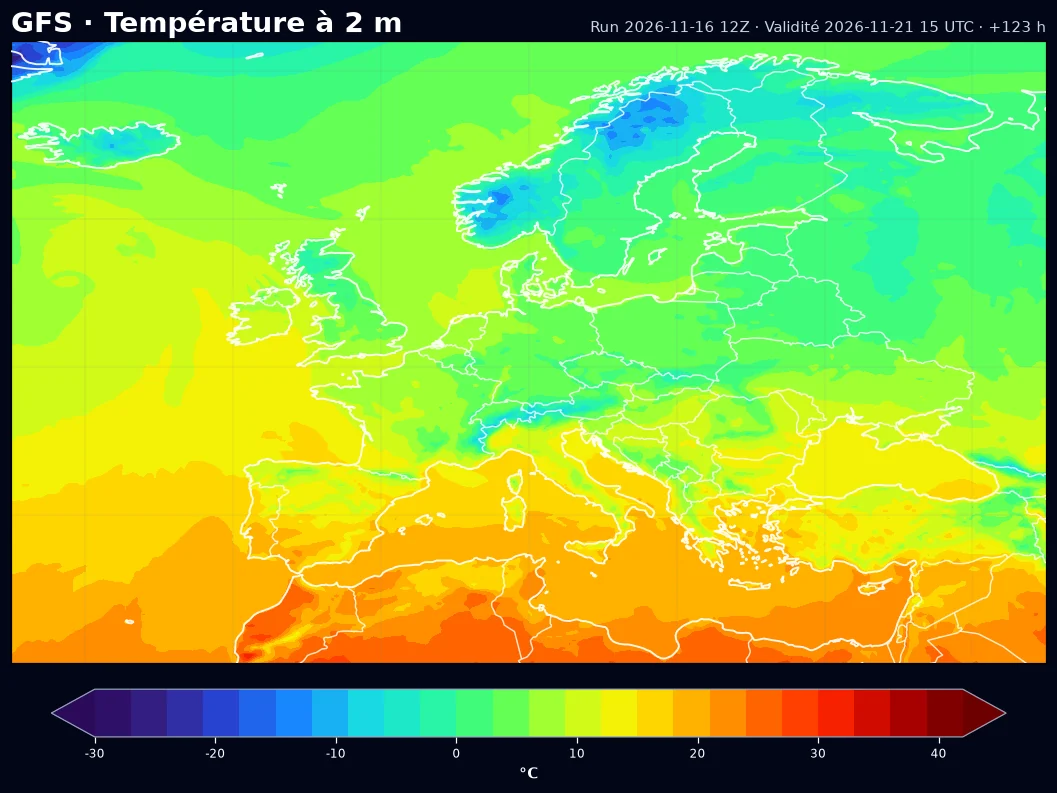 GFS · Température à 2 m
Run 2026-11-16 12Z · Validité 2026-11-21 15 UTC · +123 h
-30 -20 -10 0 10 20 30 40
°C